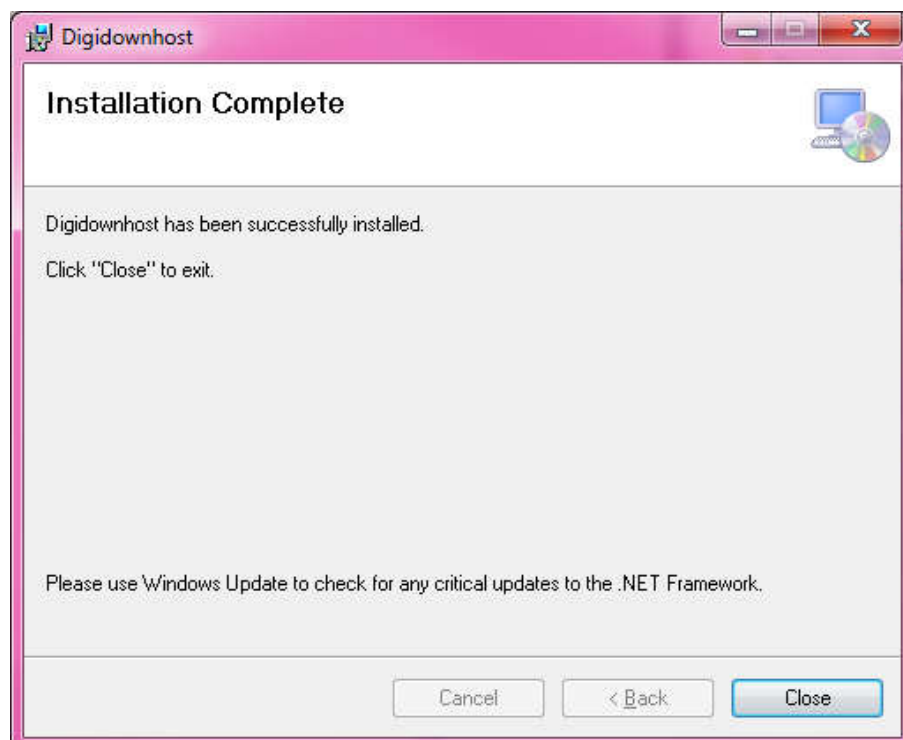 Digidownhost
Installation Complete
Digidownhost has been successfully installed.
Click "Close" to exit.
Please use Windows Update to check for any critical updates to the .NET Framework.
Cancel
< Back
Close